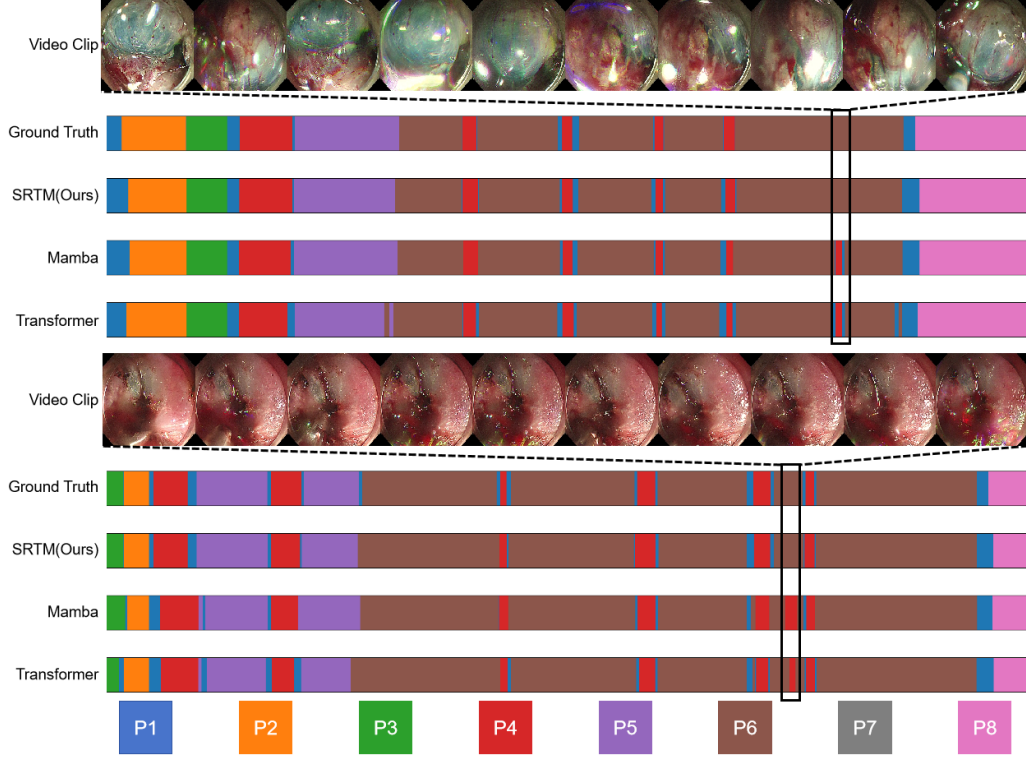 Video Clip
Ground Truth
SRTM(Ours)
Mamba
Transformer
Video Clip
Ground Truth
SRTM(Ours)
Mamba
Transformer
P1 P2 P3 P4 P5 P6 P7 P8